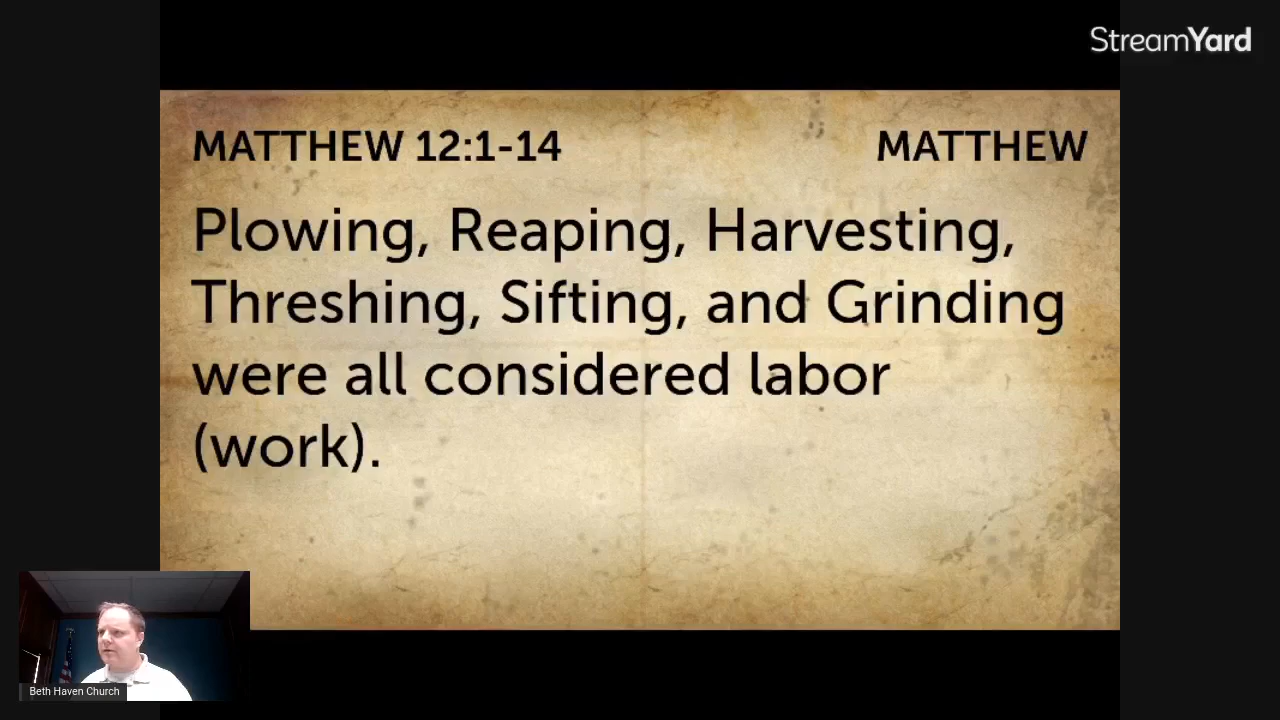 StreamYard
MATTHEW 12:1-14
MATTHEW
Plowing, Reaping, Harvesting,
Threshing, Sifting, and Grinding
were all considered labor
(work).
Beth Haven Church